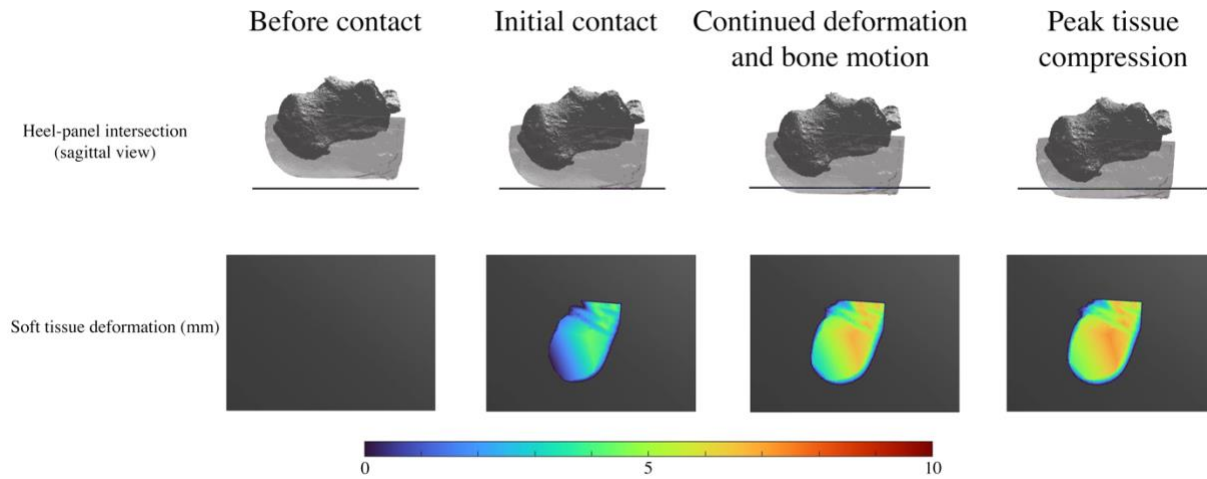 Before contact
Initial contact
Continued deformation
and bone motion
Peak tissue
compression
Heel-panel intersection
(sagittal view)
Soft tissue deformation (mm)
0
5
10